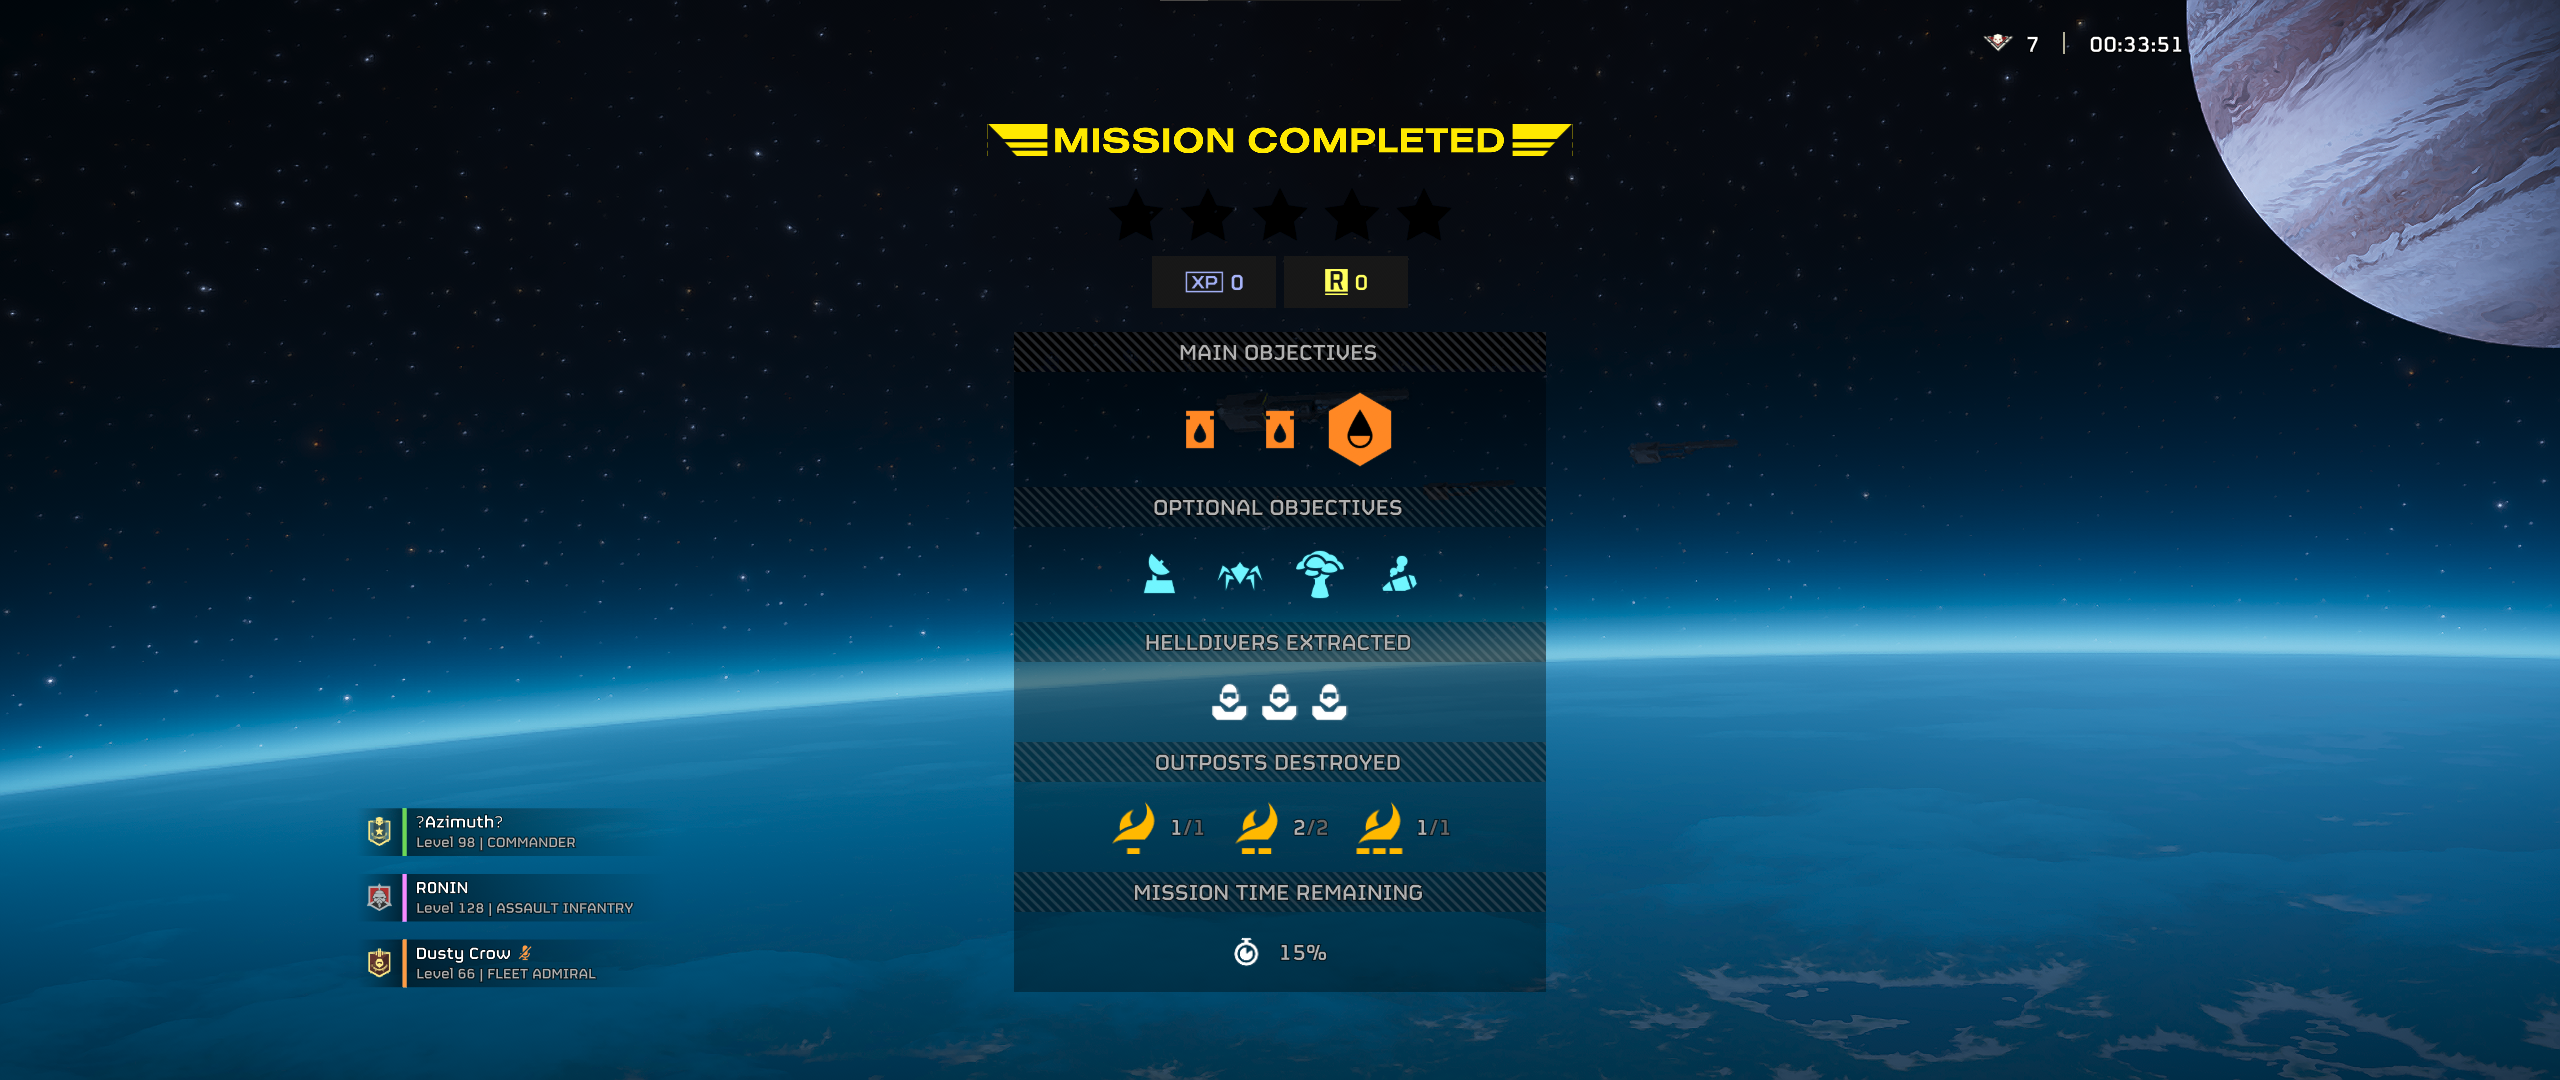 7 | 00:33:51
MISSION COMPLETED
XP 0
R 0
MAIN OBJECTIVES
OPTIONAL OBJECTIVES
HELLDIVERS EXTRACTED
OUTPOSTS DESTROYED
1/1 2/2 1/1
MISSION TIME REMAINING
15%
?Azimuth?
Level 98 | COMMANDER
R0NIN
Level 128 | ASSAULT INFANTRY
Dusty Crow
Level 66 | FLEET ADMIRAL